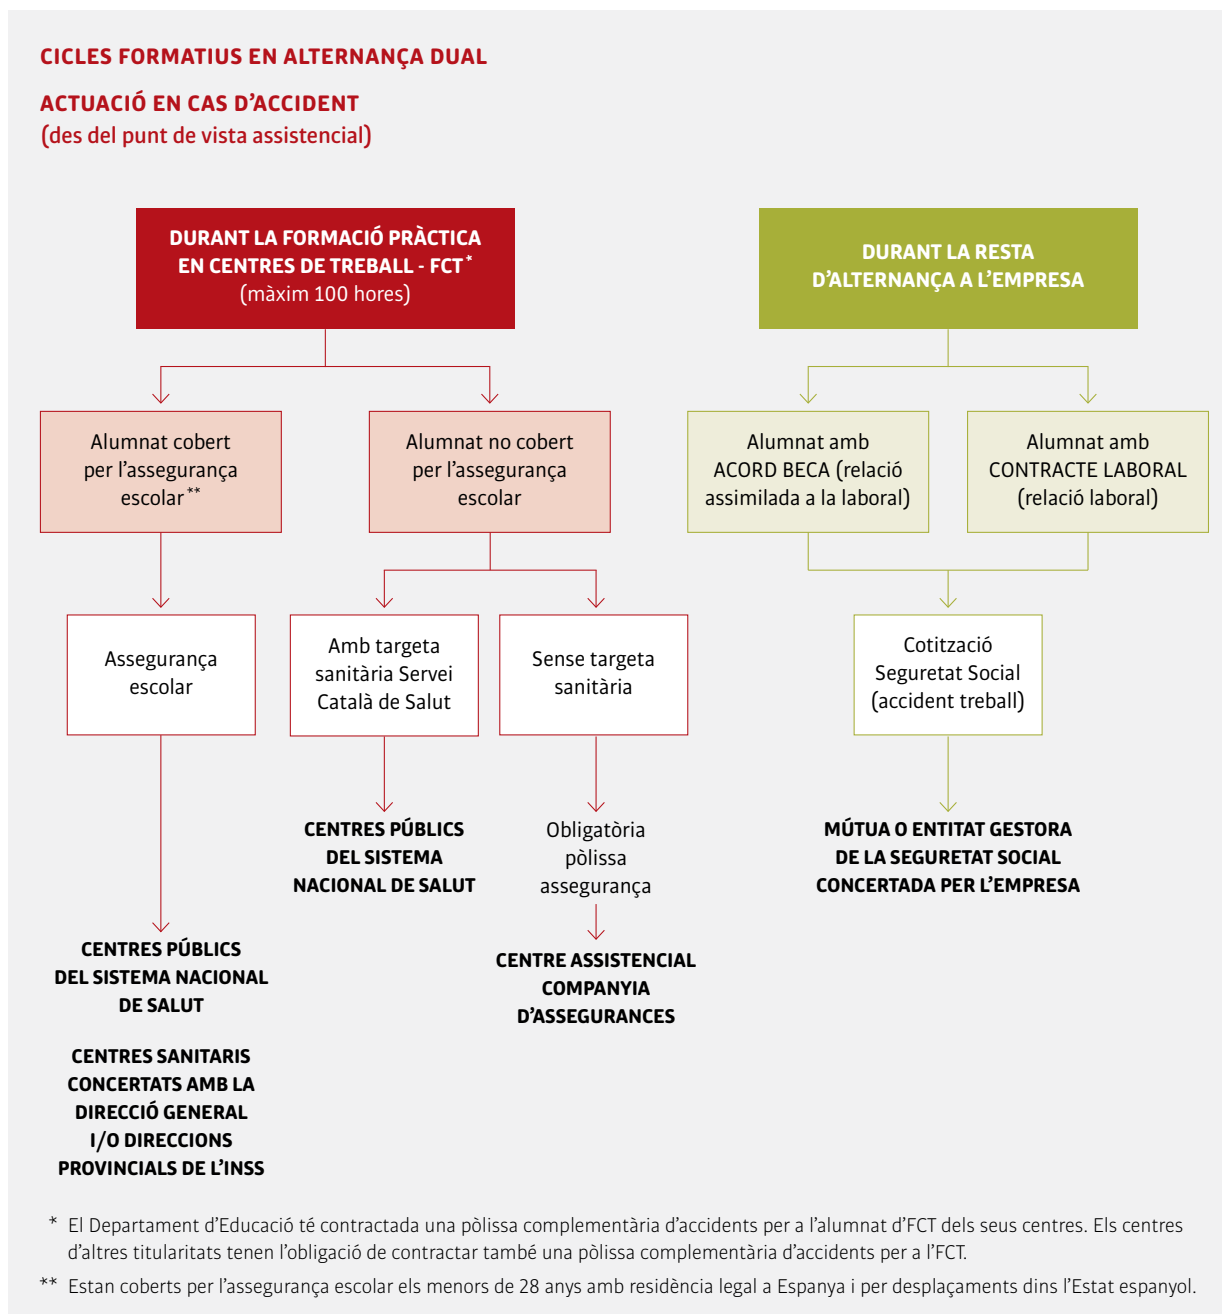 CICLES FORMATIUS EN ALTERNANÇA DUAL
ACTUACIÓ EN CAS D'ACCIDENT
(des del punt de vista assistencial)
DURANT LA FORMACIÓ PRÀCTICA
EN CENTRES DE TREBALL - FCT*
(màxim 100 hores)
DURANT LA RESTA
D'ALTERNANÇA A L'EMPRESA
Alumnat cobert
per l'assegurança
escolar**
Alumnat no cobert
per l'assegurança
escolar
Alumnat amb
ACORD BECA (relació
assimilada a la laboral)
Alumnat amb
CONTRACTE LABORAL
(relació laboral)
Assegurança
escolar
Amb targeta
sanitària Servei
Català de Salut
Sense targeta
sanitària
Cotització
Seguretat Social
(accident treball)
CENTRES PÚBLICS
DEL SISTEMA
NACIONAL DE SALUT
Obligatòria
pòlissa
assegurança
MÚTUA O ENTITAT GESTORA
DE LA SEGURETAT SOCIAL
CONCERTADA PER L'EMPRESA
CENTRES PÚBLICS
DEL SISTEMA NACIONAL
DE SALUT
CENTRE ASSISTENCIAL
COMPANYIA
D'ASSEGURANCES
CENTRES SANITARIS
CONCERTATS AMB LA
DIRECCIÓ GENERAL
I/O DIRECCIONS
PROVINCIALS DE L'INSS
* El Departament d'Educació té contractada una pòlissa complementària d'accidents per a l'alumnat d'FCT dels seus centres. Els centres
d'altres titularitats tenen l'obligació de contractar també una pòlissa complementària d'accidents per a l'FCT.
** Estan coberts per l'assegurança escolar els menors de 28 anys amb residència legal a Espanya i per desplaçaments dins l'Estat espanyol.